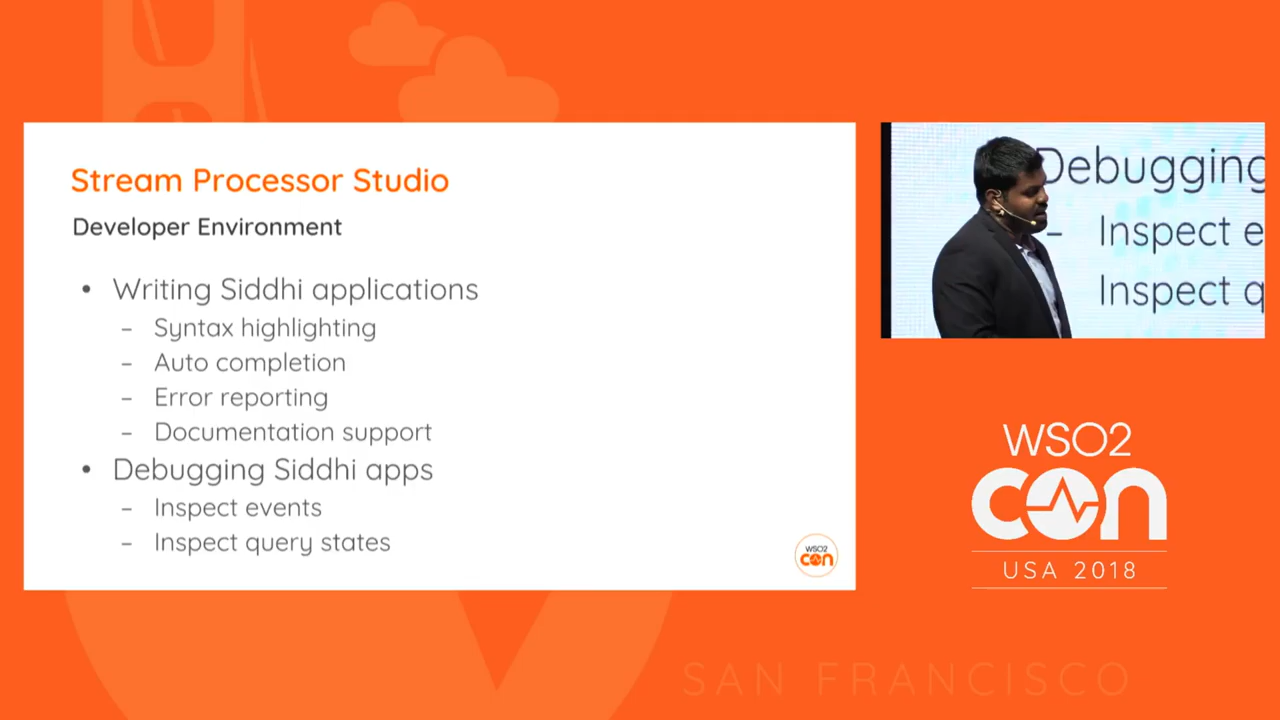 Stream Processor Studio
Developer Environment
• Writing Siddhi applications
– Syntax highlighting
– Auto completion
– Error reporting
– Documentation support
• Debugging Siddhi apps
– Inspect events
– Inspect query states
WSO2
con
Debugging
– Inspect e
Inspect q
WSO2
con
USA 2018
SAN FRANCISCO